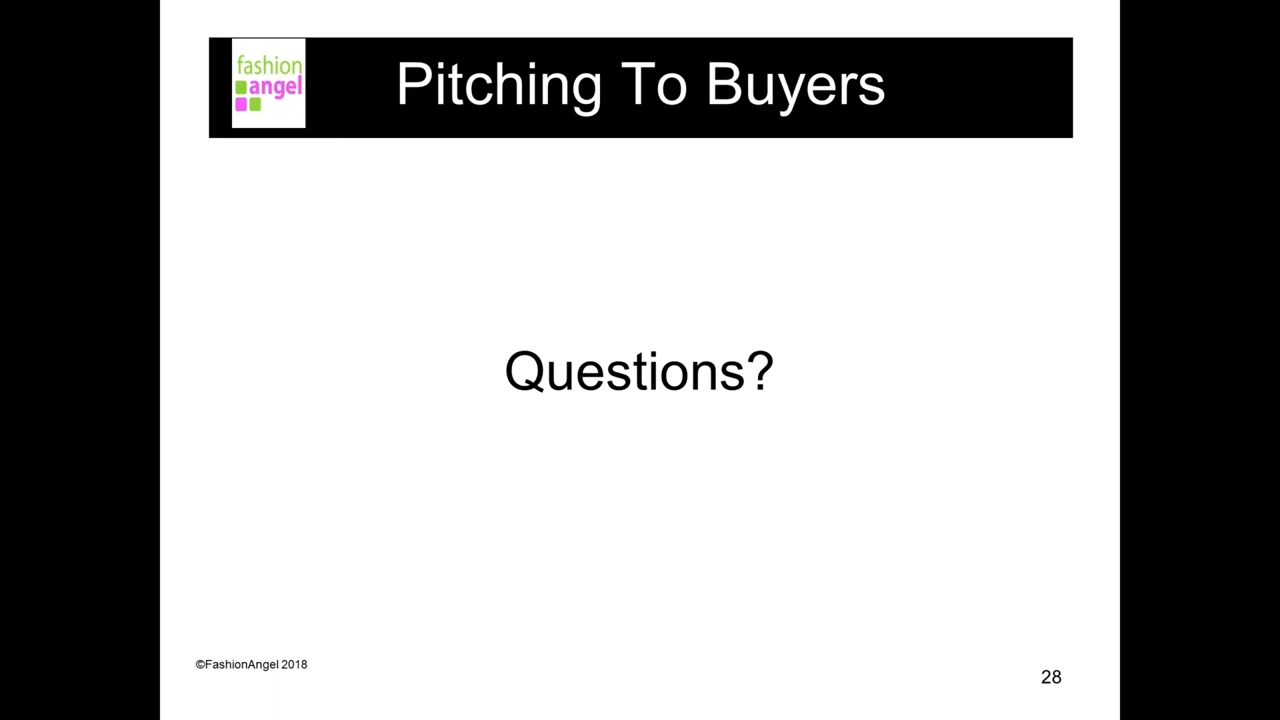 fashion
angel
Pitching To Buyers
Questions?
©FashionAngel 2018
28